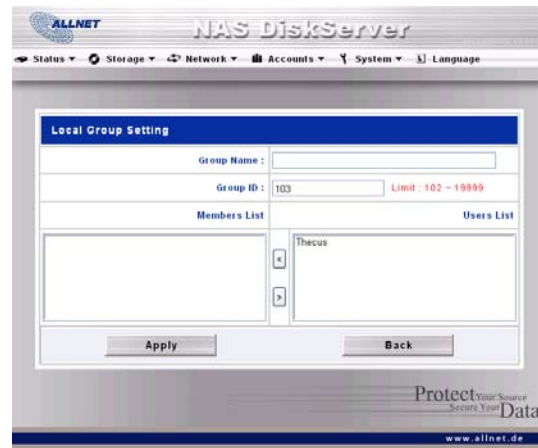 ALLNET
NAS DiskServer
Status Storage Network Accounts System Language
Local Group Setting
Group Name :
Group ID : 103 Limit : 102 ~ 19999
Members List Users List
Thecus
« 
»
Apply Back
Protect Your Source
Secure Your Data
www.allnet.de